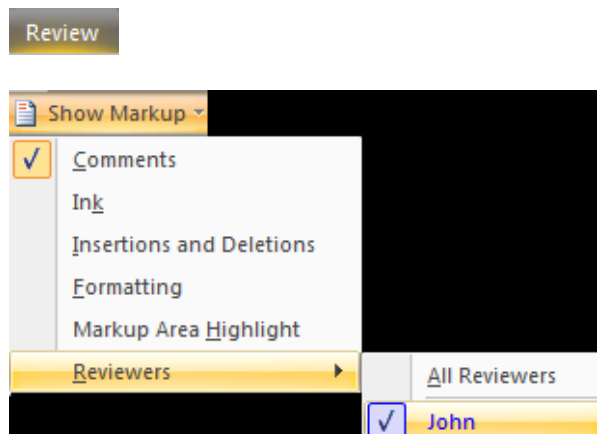 Review
Show Markup
Comments
Ink
Insertions and Deletions
Formatting
Markup Area Highlight
Reviewers
All Reviewers
John